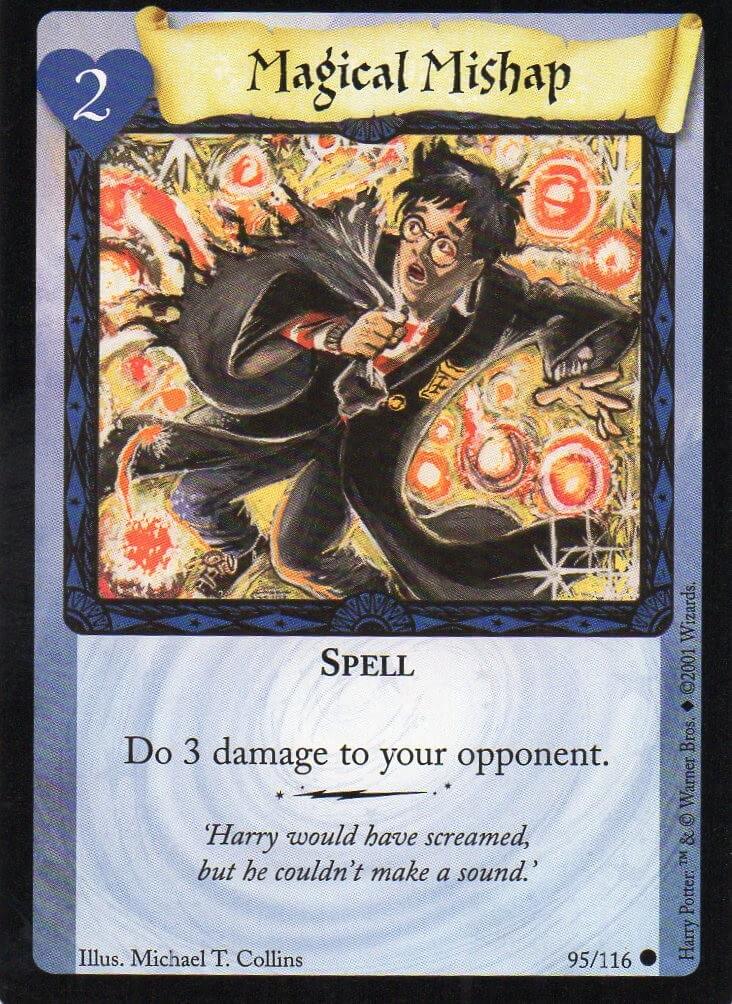 2
Magical Mishap
SPELL
Do 3 damage to your opponent.
'Harry would have screamed,
but he couldn't make a sound.'
Illus. Michael T. Collins
95/116 ●
Harry Potter: ™ & © Warner Bros. ◆ ©2001 Wizards.